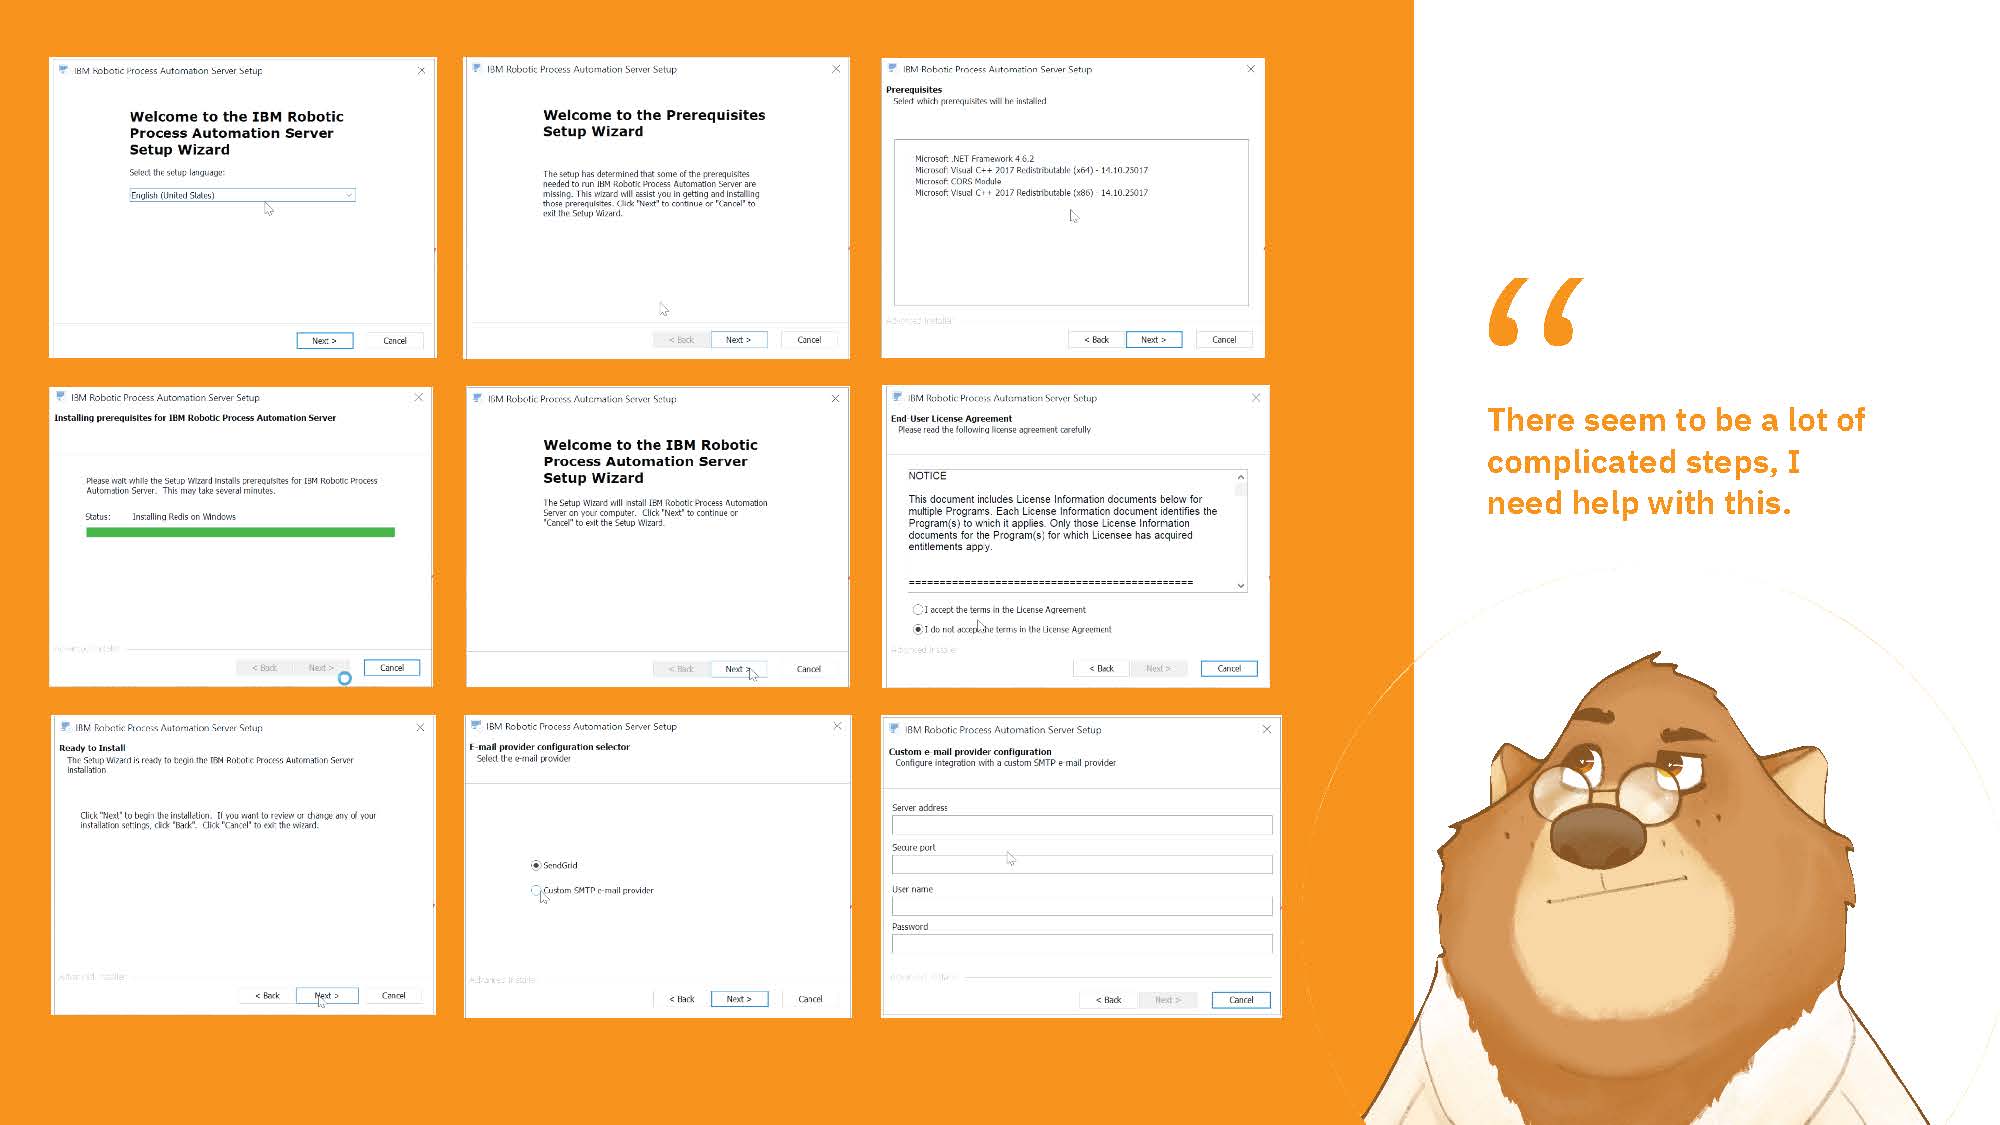 IBM Robotic Process Automation Server Setup
Welcome to the IBM Robotic
Process Automation Server
Setup Wizard
Select the setup language:
English (United States)
Next >
Cancel
IBM Robotic Process Automation Server Setup
Welcome to the Prerequisites
Setup Wizard
The setup has determined that some of the prerequisites
needed to run IBM Robotic Process Automation Server are
missing. This wizard will assist you in getting and installing
those prerequisites. Click "Next" to continue or "Cancel" to
exit the Setup Wizard.
< Back
Next >
Cancel
IBM Robotic Process Automation Server Setup
Prerequisites
Select which prerequisites will be installed
Microsoft .NET Framework 4.6.2
Microsoft Visual C++ 2017 Redistributable (x64) - 14.10.25017
Microsoft CORS Module
Microsoft Visual C++ 2017 Redistributable (x86) - 14.10.25017
Advanced Installer
< Back
Next >
Cancel
IBM Robotic Process Automation Server Setup
Installing prerequisites for IBM Robotic Process Automation Server
Please wait while the Setup Wizard installs prerequisites for IBM Robotic Process
Automation Server. This may take several minutes.
Status: Installing Redis on Windows
Advanced Installer
< Back
Next >
Cancel
IBM Robotic Process Automation Server Setup
Welcome to the IBM Robotic
Process Automation Server
Setup Wizard
The Setup Wizard will install IBM Robotic Process Automation
Server on your computer. Click "Next" to continue or
"Cancel" to exit the Setup Wizard.
< Back
Next >
Cancel
IBM Robotic Process Automation Server Setup
End-User License Agreement
Please read the following license agreement carefully
NOTICE
This document includes License Information documents below for
multiple Programs. Each License Information document identifies the
Program(s) to which it applies. Only those License Information
documents for the Program(s) for which Licensee has acquired
entitlements apply.
===============================================
I accept the terms in the License Agreement
I do not accept the terms in the License Agreement
Advanced Installer
< Back
Next >
Cancel
IBM Robotic Process Automation Server Setup
Ready to Install
The Setup Wizard is ready to begin the IBM Robotic Process Automation Server
installation
Click "Next" to begin the installation. If you want to review or change any of your
installation settings, click "Back". Click "Cancel" to exit the wizard.
Advanced Installer
< Back
Next >
Cancel
IBM Robotic Process Automation Server Setup
E-mail provider configuration selector
Select the e-mail provider
SendGrid
Custom SMTP e-mail provider
Advanced Installer
< Back
Next >
Cancel
IBM Robotic Process Automation Server Setup
Custom e-mail provider configuration
Configure integration with a custom SMTP e-mail provider
Server address
Secure port
User name
Password
Advanced Installer
< Back
Next >
Cancel
“
There seem to be a lot of
complicated steps, I
need help with this.